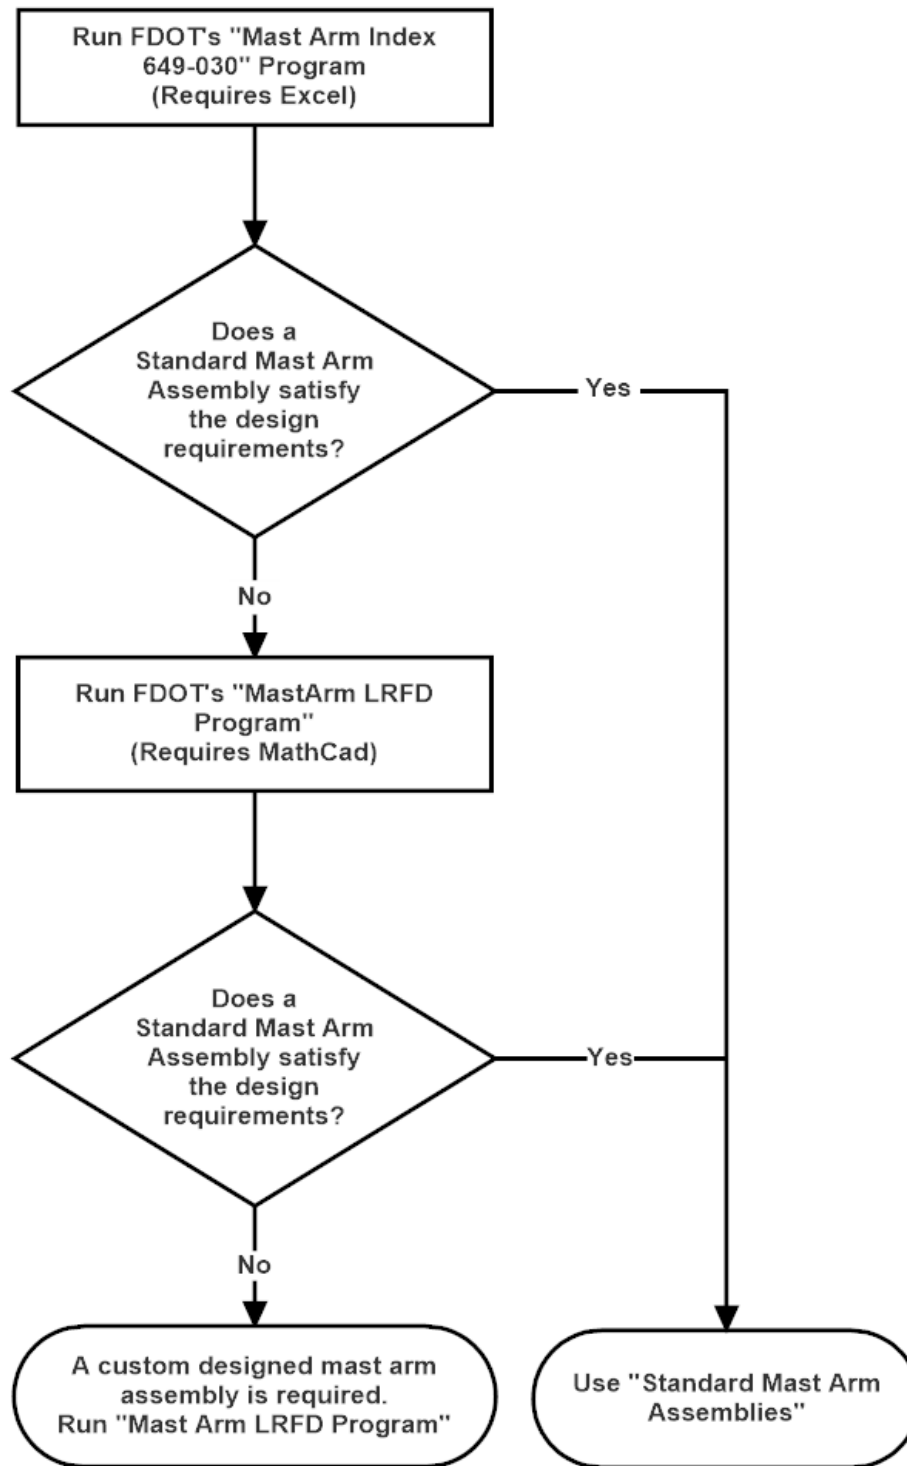 Run FDOT's "Mast Arm Index
649-030" Program
(Requires Excel)
Does a
Standard Mast Arm
Assembly satisfy
the design
requirements?
Yes
No
Run FDOT's "MastArm LRFD
Program"
(Requires MathCad)
Does a
Standard Mast Arm
Assembly satisfy
the design
requirements?
Yes
No
A custom designed mast arm
assembly is required.
Run "Mast Arm LRFD Program"
Use "Standard Mast Arm
Assemblies"